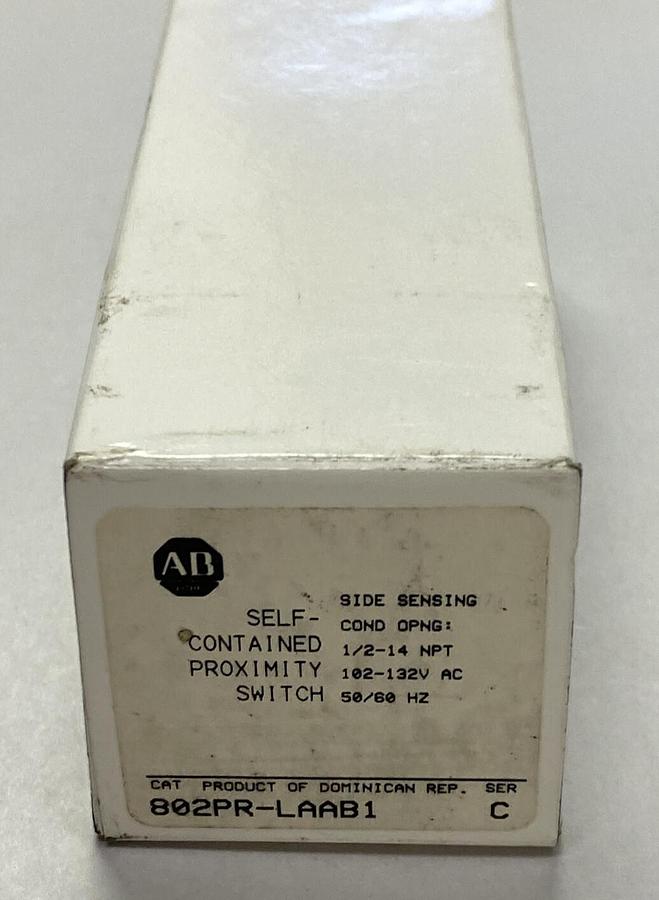 AB
SELF-
CONTAINED
PROXIMITY
SWITCH
SIDE SENSING
COND OPNG:
1/2-14 NPT
102-132V AC
50/60 HZ
CAT PRODUCT OF DOMINICAN REP. SER
802PR-LAAB1 C